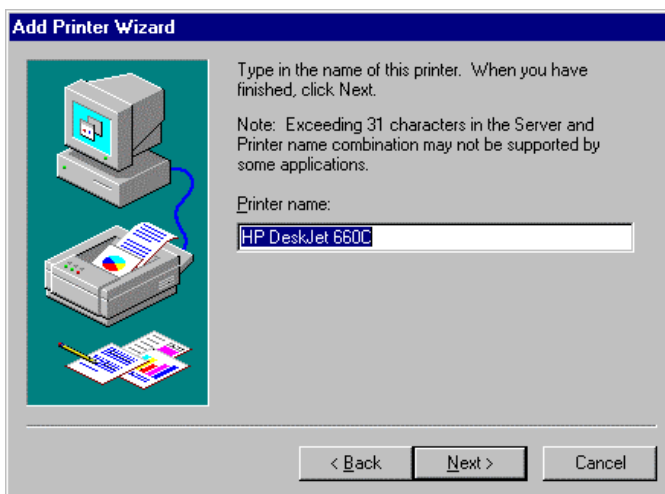 Add Printer Wizard
Type in the name of this printer. When you have
finished, click Next.
Note: Exceeding 31 characters in the Server and
Printer name combination may not be supported by
some applications.
Printer name:
HP DeskJet 660C
< Back
Next >
Cancel